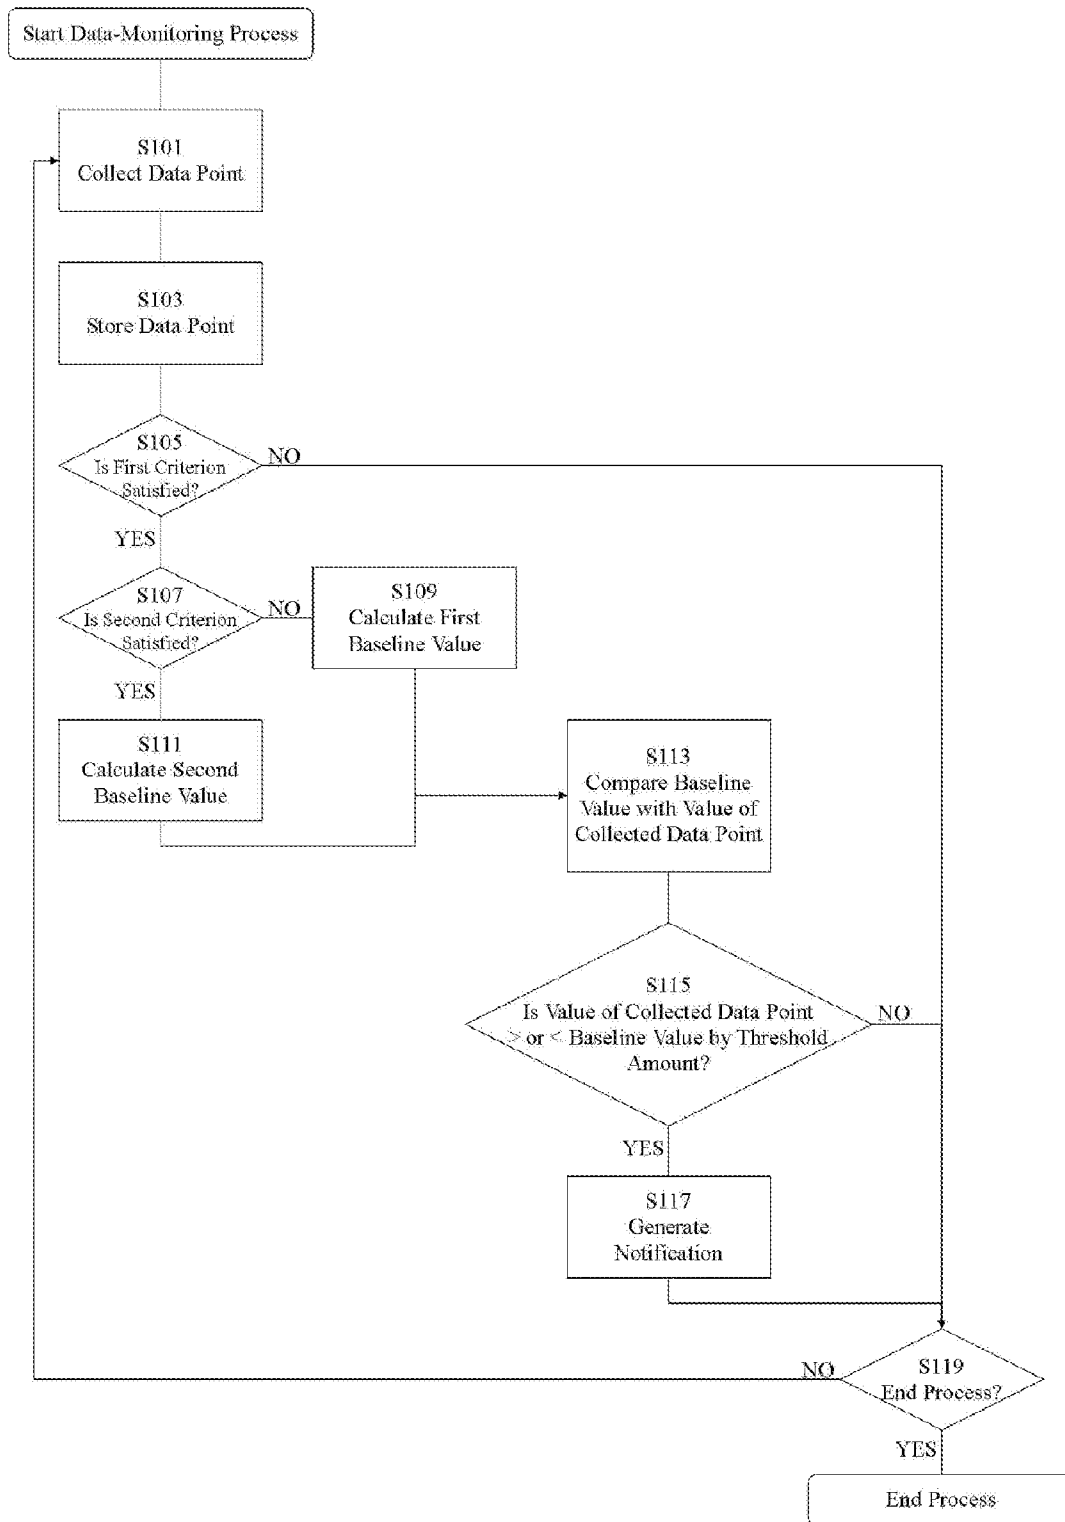 Start Data-Monitoring Process
S101
Collect Data Point
S103
Store Data Point
S105
Is First Criterion
Satisfied?
NO
YES
S107
Is Second Criterion
Satisfied?
NO
S109
Calculate First
Baseline Value
YES
S111
Calculate Second
Baseline Value
S113
Compare Baseline
Value with Value of
Collected Data Point
S115
Is Value of Collected Data Point
> or < Baseline Value by Threshold
Amount?
NO
YES
S117
Generate
Notification
S119
End Process?
NO
YES
End Process